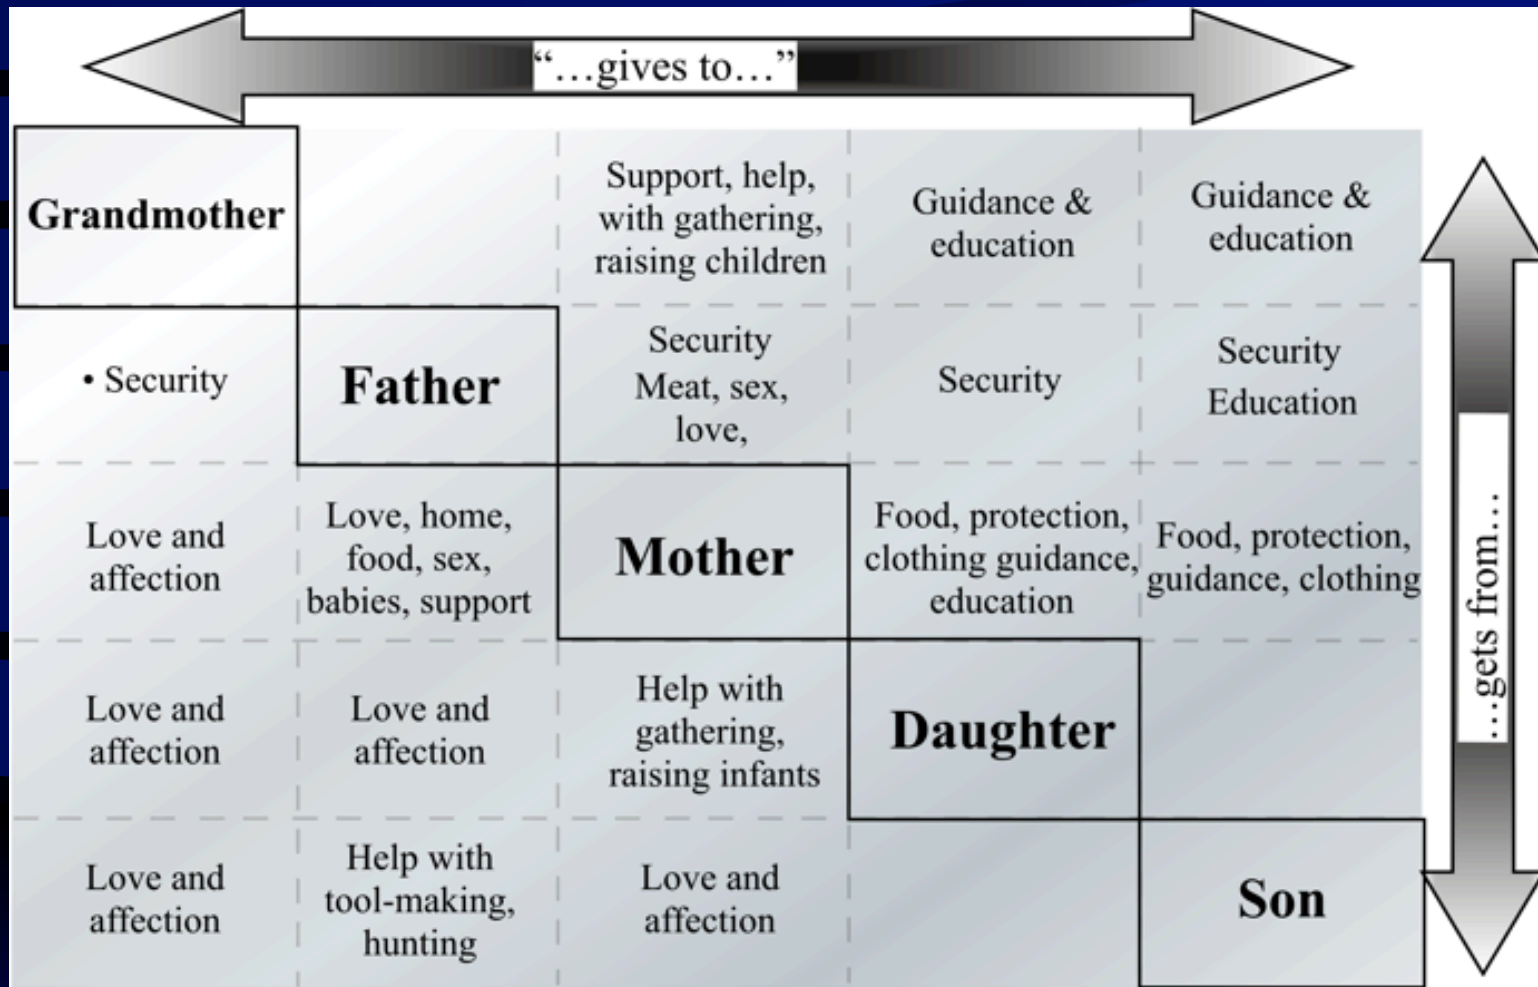 “…gives to…”
Grandmother
Support, help,
with gathering,
raising children
Guidance &
education
Guidance &
education
• Security
Father
Security
Meat, sex,
love,
Security
Security
Education
Love and
affection
Love, home,
food, sex,
babies, support
Mother
Food, protection,
clothing guidance,
education
Food, protection,
guidance, clothing
Love and
affection
Love and
affection
Help with
gathering,
raising infants
Daughter
Love and
affection
Help with
tool-making,
hunting
Love and
affection
Son
…gets from…